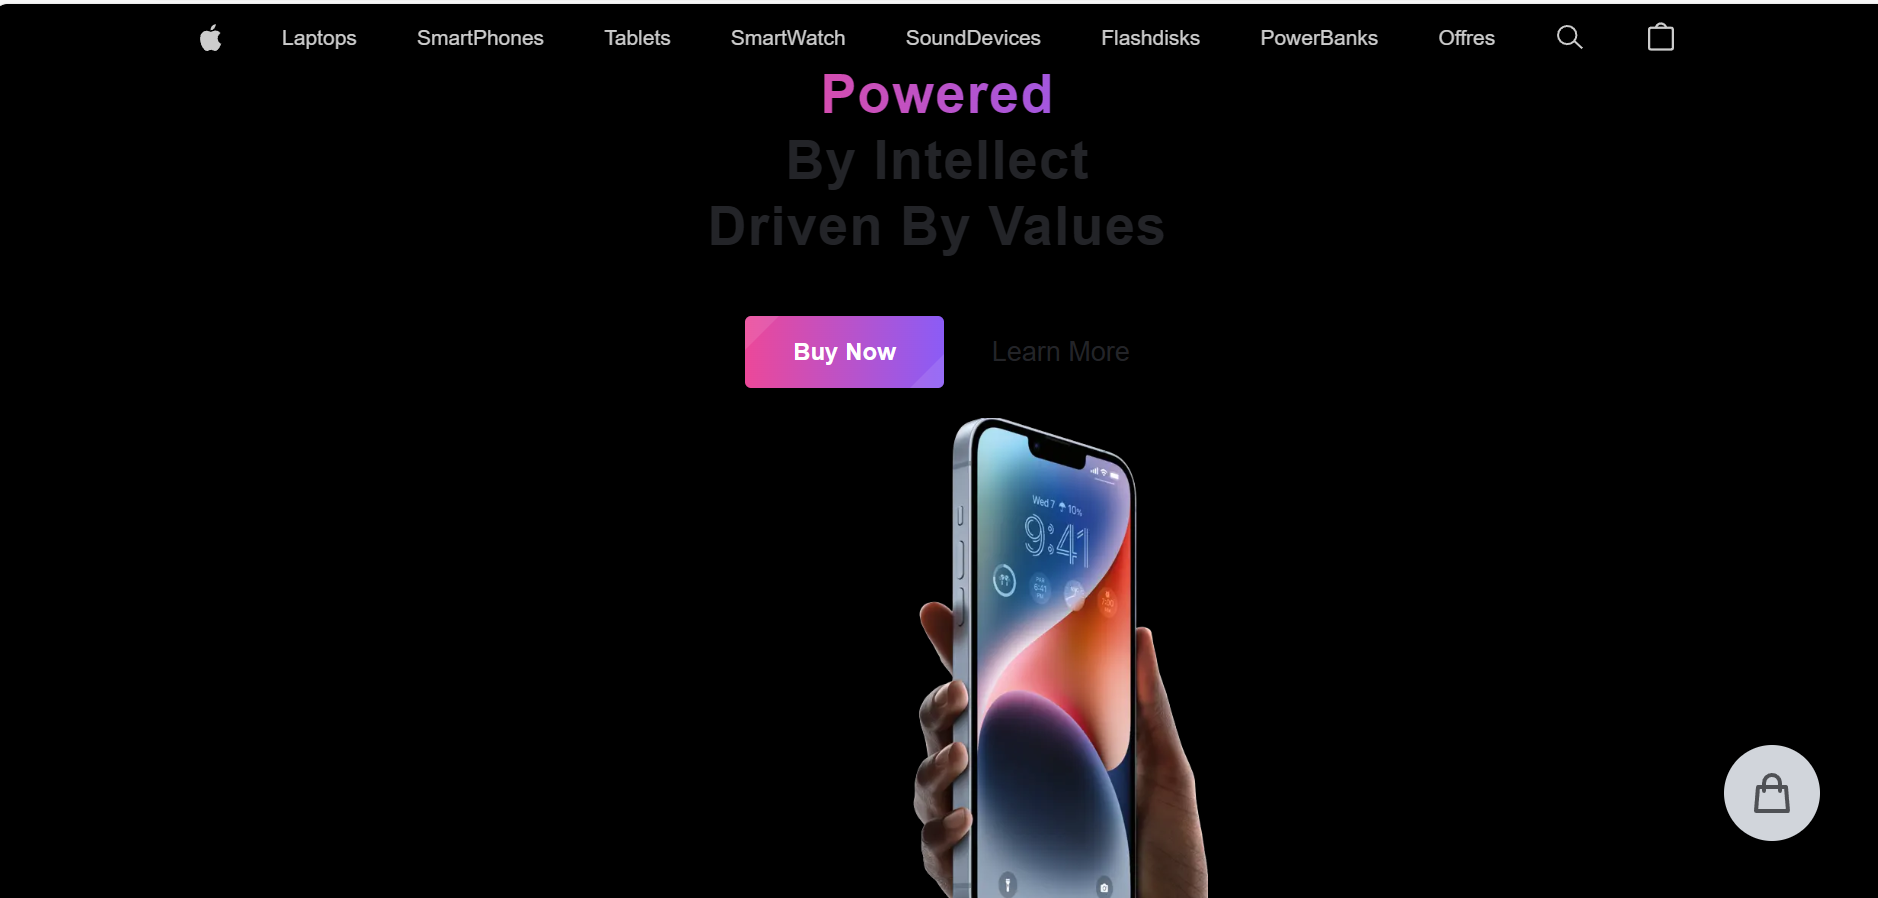 Laptops SmartPhones Tablets SmartWatch SoundDevices Flashdisks PowerBanks Offres
Powered
By Intellect
Driven By Values
Buy Now Learn More
Wed 7 10%
9:41